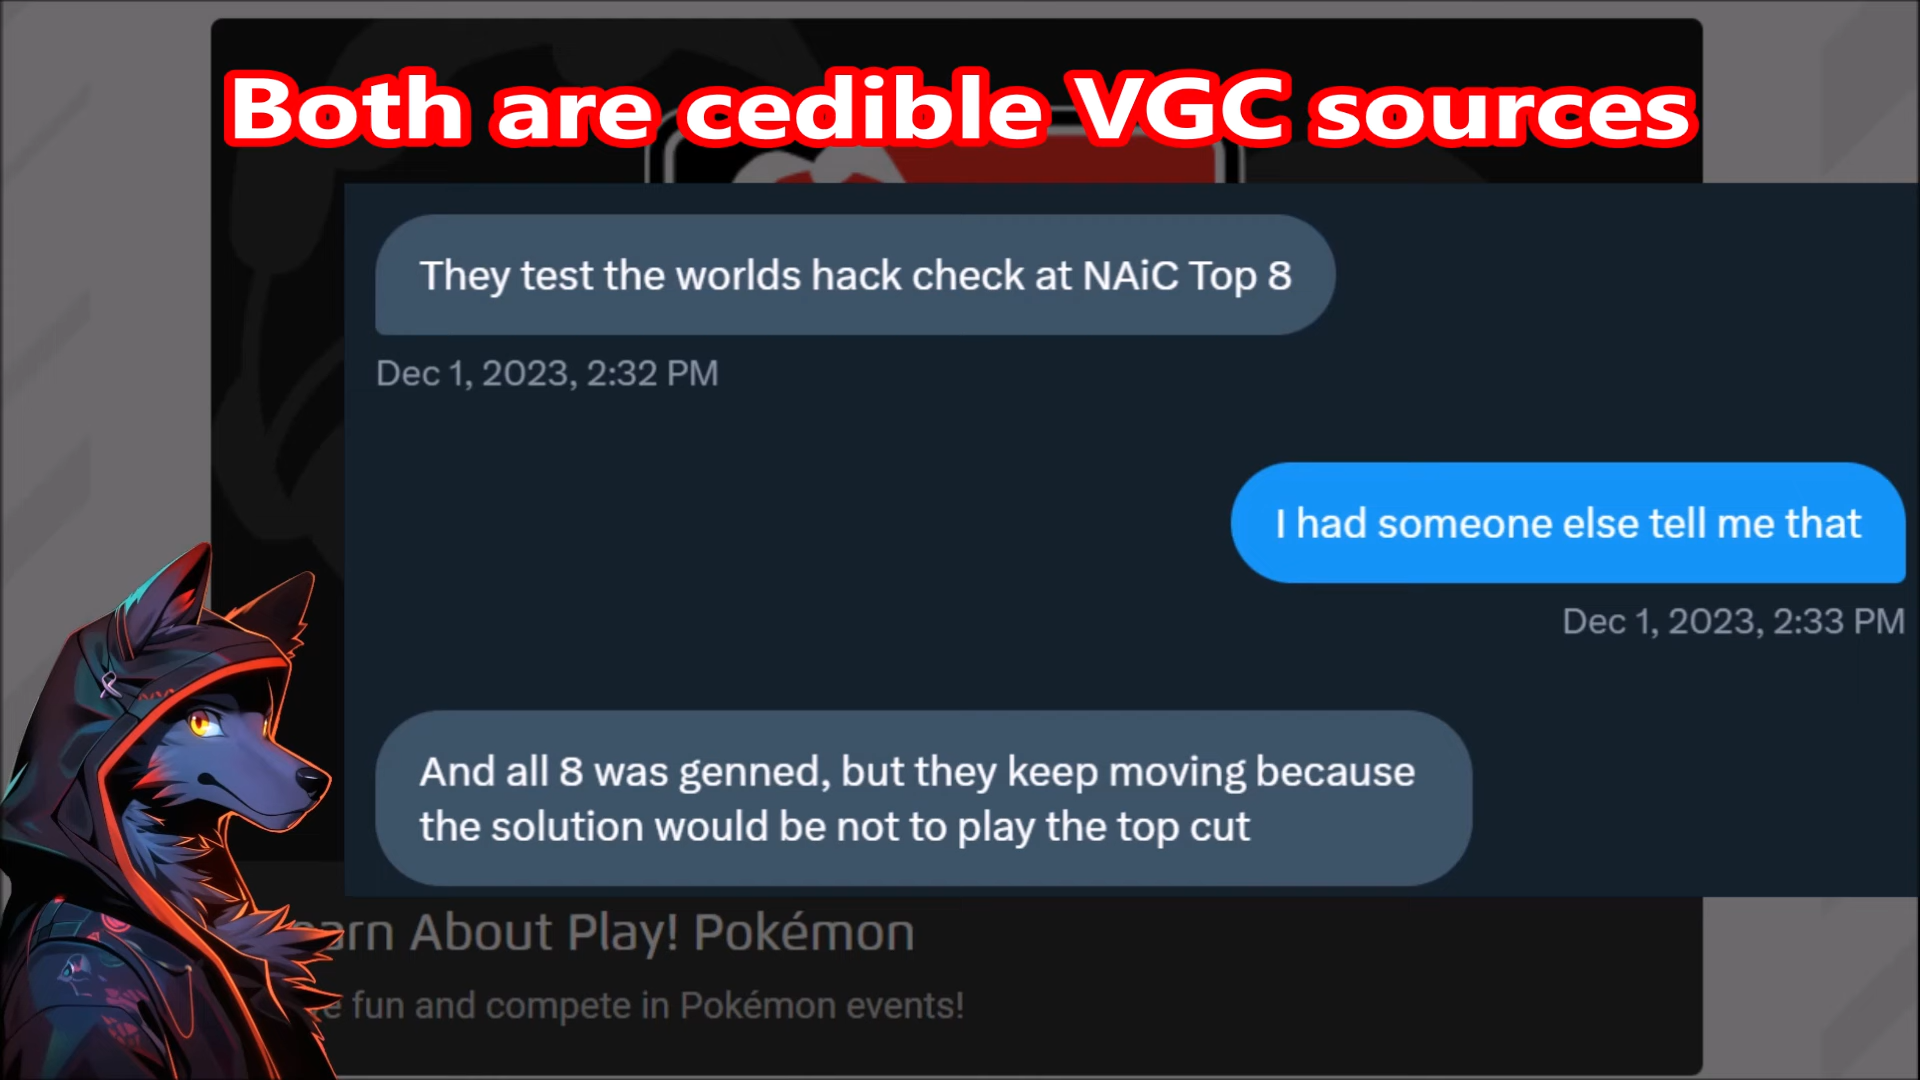 Both are cedible VGC sources
They test the worlds hack check at NAiC Top 8
Dec 1, 2023, 2:32 PM
I had someone else tell me that
Dec 1, 2023, 2:33 PM
And all 8 was genned, but they keep moving because
the solution would be not to play the top cut
earn About Play! Pokémon
fun and compete in Pokémon events!